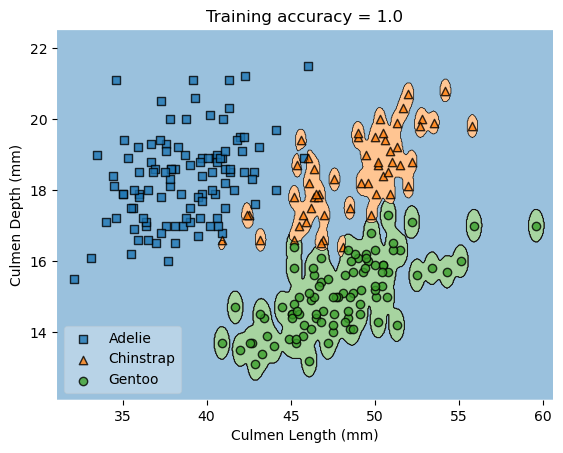 Training accuracy = 1.0
22
20
18
16
14
Culmen Depth (mm)
Adelie
Chinstrap
Gentoo
35
40
45
50
55
60
Culmen Length (mm)